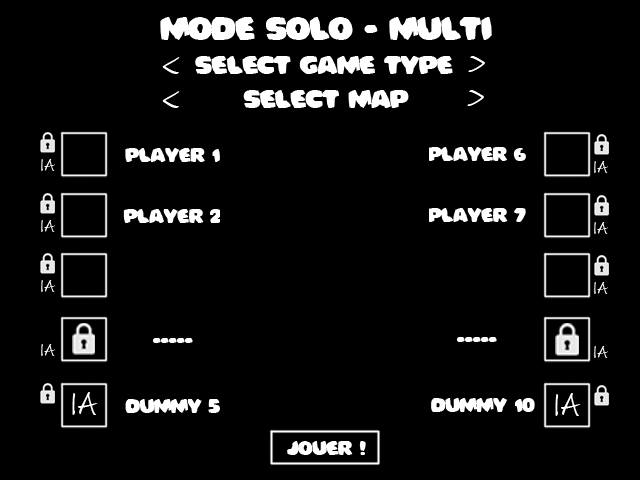 MODE SOLO - MULTI
< SELECT GAME TYPE >
< SELECT MAP >
IA PLAYER 1 PLAYER 6 IA
IA PLAYER 2 PLAYER 7 IA
IA IA
IA ----- ----- IA
IA DUMMY 5 DUMMY 10 IA
JOUER !